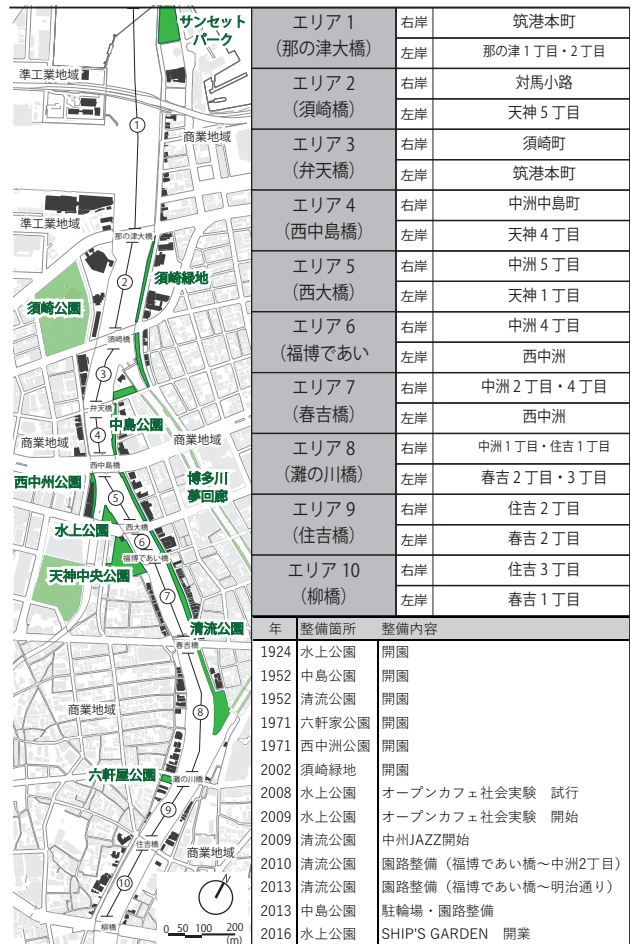 サンセット
パーク
準工業地域
①
商業地域
準工業地域
那の津大橋
②
須崎緑地
須崎公園
須崎橋
③
弁天橋
中島公園
④
商業地域
商業地域
西中島橋
西中州公園
博多川
夢回廊
⑤
水上公園
西大橋
⑥
福博であい橋
天神中央公園
⑦
清流公園
春吉橋
商業地域
⑧
六軒屋公園
灘の川橋
⑨
住吉橋
商業地域
⑩
柳橋
0 50 100 200
(m)
エリア 1
(那の津大橋)
右岸 筑港本町
左岸 那の津 1 丁目・2 丁目
エリア 2
(須崎橋)
右岸 対馬小路
左岸 天神 5 丁目
エリア 3
(弁天橋)
右岸 須崎町
左岸 筑港本町
エリア 4
(西中島橋)
右岸 中洲中島町
左岸 天神 4 丁目
エリア 5
(西大橋)
右岸 中洲 5 丁目
左岸 天神 1 丁目
エリア 6
(福博であい
右岸 中洲 4 丁目
左岸 西中洲
エリア 7
(春吉橋)
右岸 中洲 2 丁目・4 丁目
左岸 西中洲
エリア 8
(灘の川橋)
右岸 中洲 1 丁目・住吉 1 丁目
左岸 春吉 2 丁目・3 丁目
エリア 9
(住吉橋)
右岸 住吉 2 丁目
左岸 春吉 2 丁目
エリア 10
(柳橋)
右岸 住吉 3 丁目
左岸 春吉 1 丁目
年 整備箇所 整備内容
1924 水上公園 開園
1952 中島公園 開園
1952 清流公園 開園
1971 六軒家公園 開園
1971 西中洲公園 開園
2002 須崎緑地 開園
2008 水上公園 オープンカフェ社会実験 試行
2009 水上公園 オープンカフェ社会実験 開始
2009 清流公園 中州JAZZ開始
2010 清流公園 園路整備（福博であい橋～中洲2丁目）
2013 清流公園 園路整備（福博であい橋～明治通り）
2013 中島公園 駐輪場・園路整備
2016 水上公園 SHIP'S GARDEN 開業